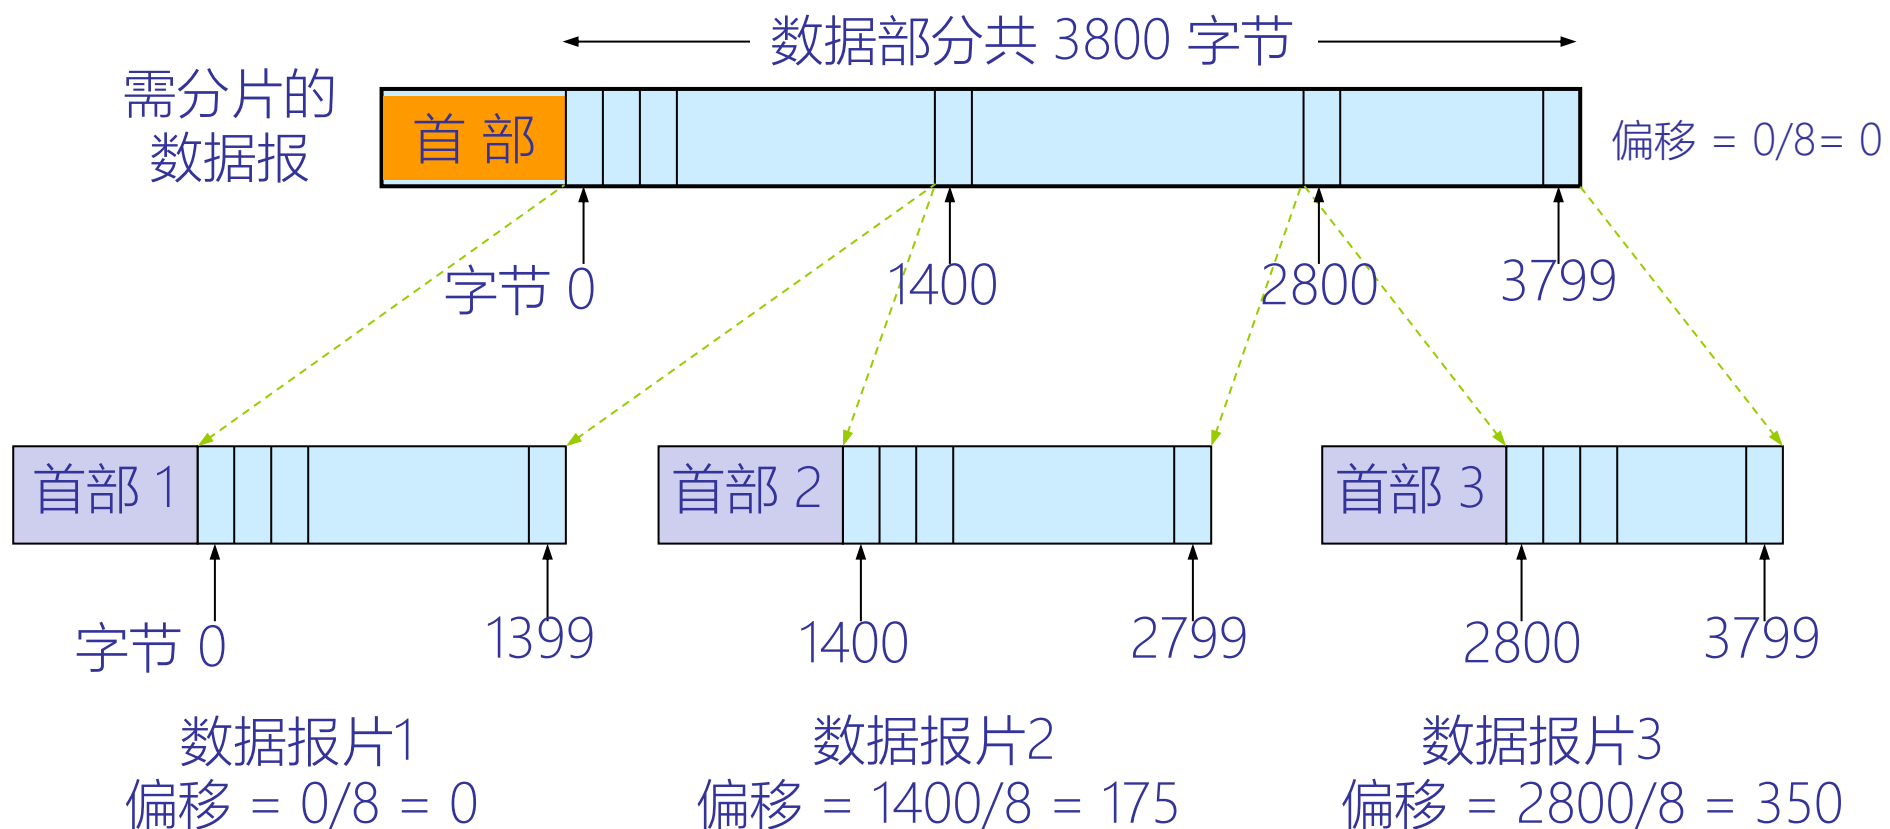 数据部分共 3800 字节
需分片的
数据报
首 部
偏移 = 0/8= 0
字节 0
1400
2800
3799
首部 1
首部 2
首部 3
字节 0
1399
1400
2799
2800
3799
数据报片1
偏移 = 0/8 = 0
数据报片2
偏移 = 1400/8 = 175
数据报片3
偏移 = 2800/8 = 350